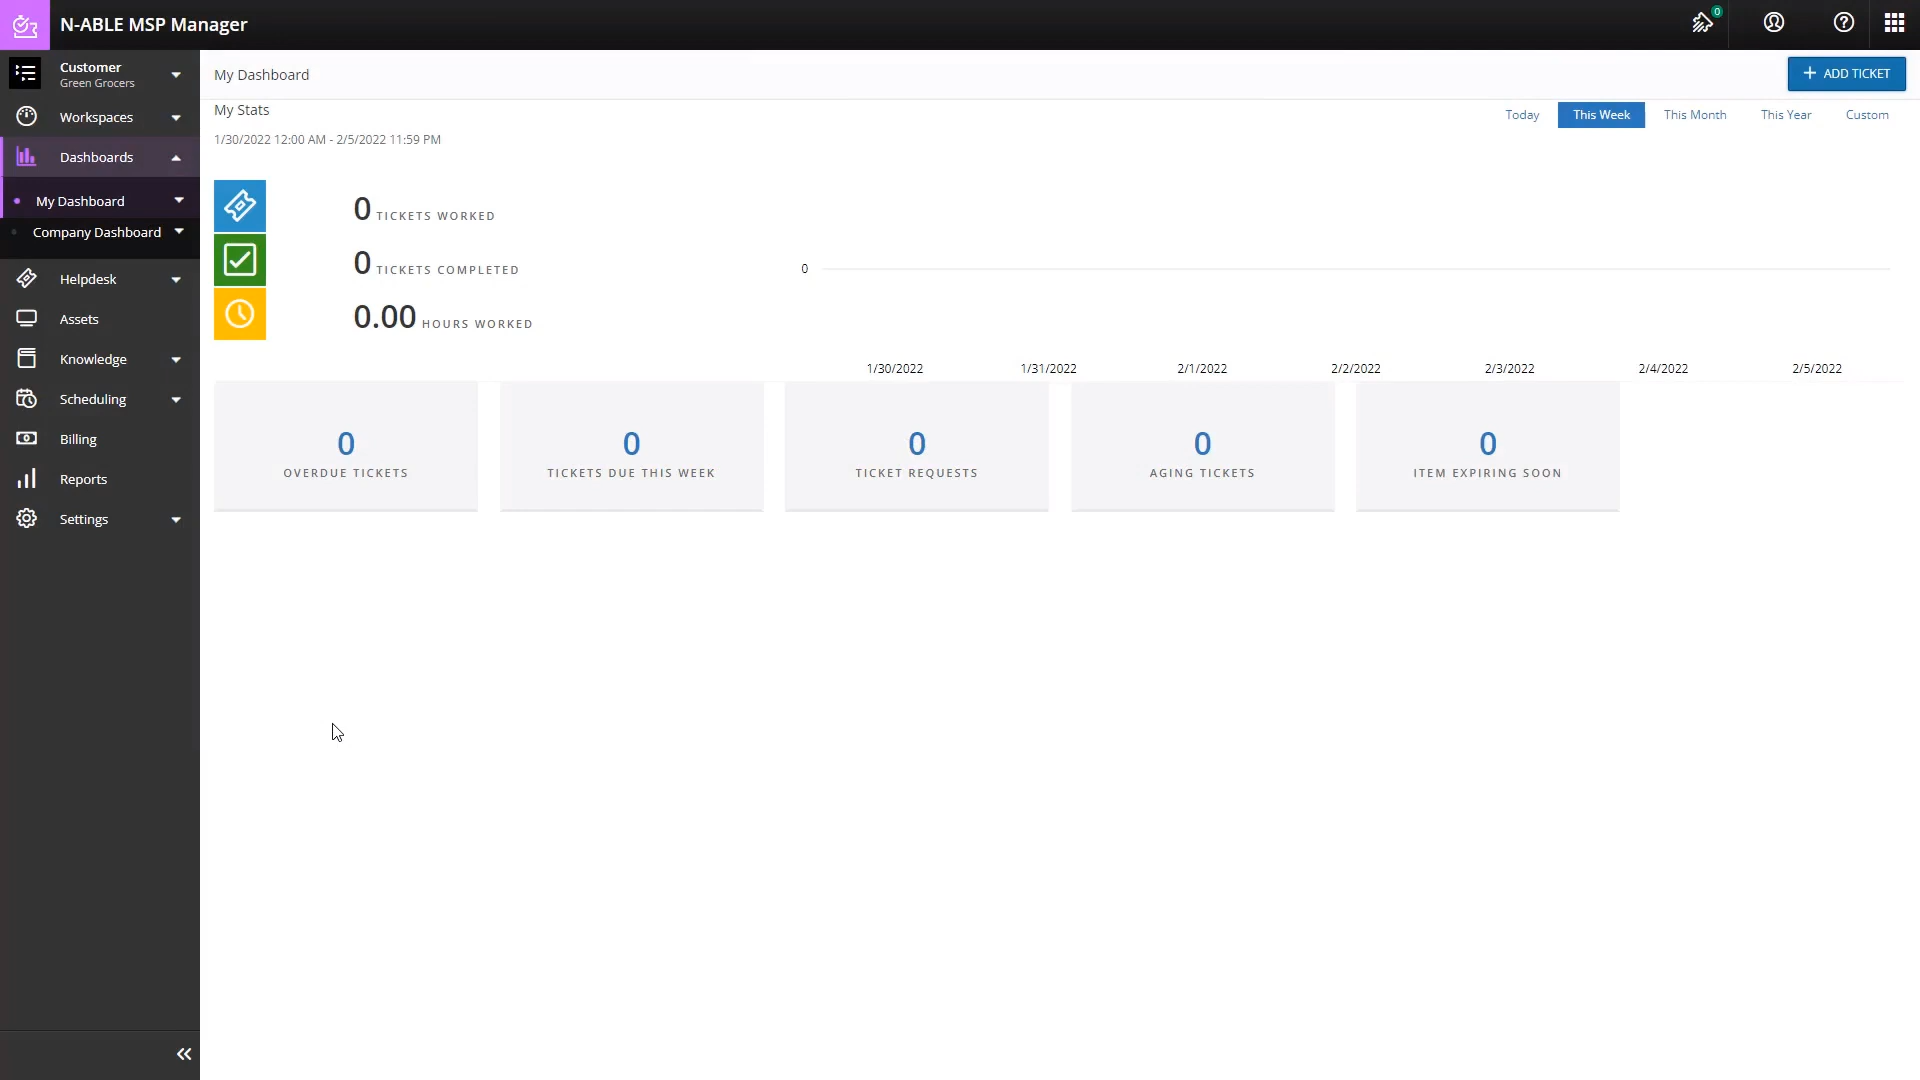 N-ABLE MSP Manager
0
Customer
Green Grocers
Workspaces
Dashboards
My Dashboard
Company Dashboard
Helpdesk
Assets
Knowledge
Scheduling
Billing
Reports
Settings
My Dashboard
+ ADD TICKET
My Stats
Today This Week This Month This Year Custom
1/30/2022 12:00 AM - 2/5/2022 11:59 PM
0 TICKETS WORKED
0 TICKETS COMPLETED
0.00 HOURS WORKED
0
1/30/2022 1/31/2022 2/1/2022 2/2/2022 2/3/2022 2/4/2022 2/5/2022
0
OVERDUE TICKETS
0
TICKETS DUE THIS WEEK
0
TICKET REQUESTS
0
AGING TICKETS
0
ITEM EXPIRING SOON